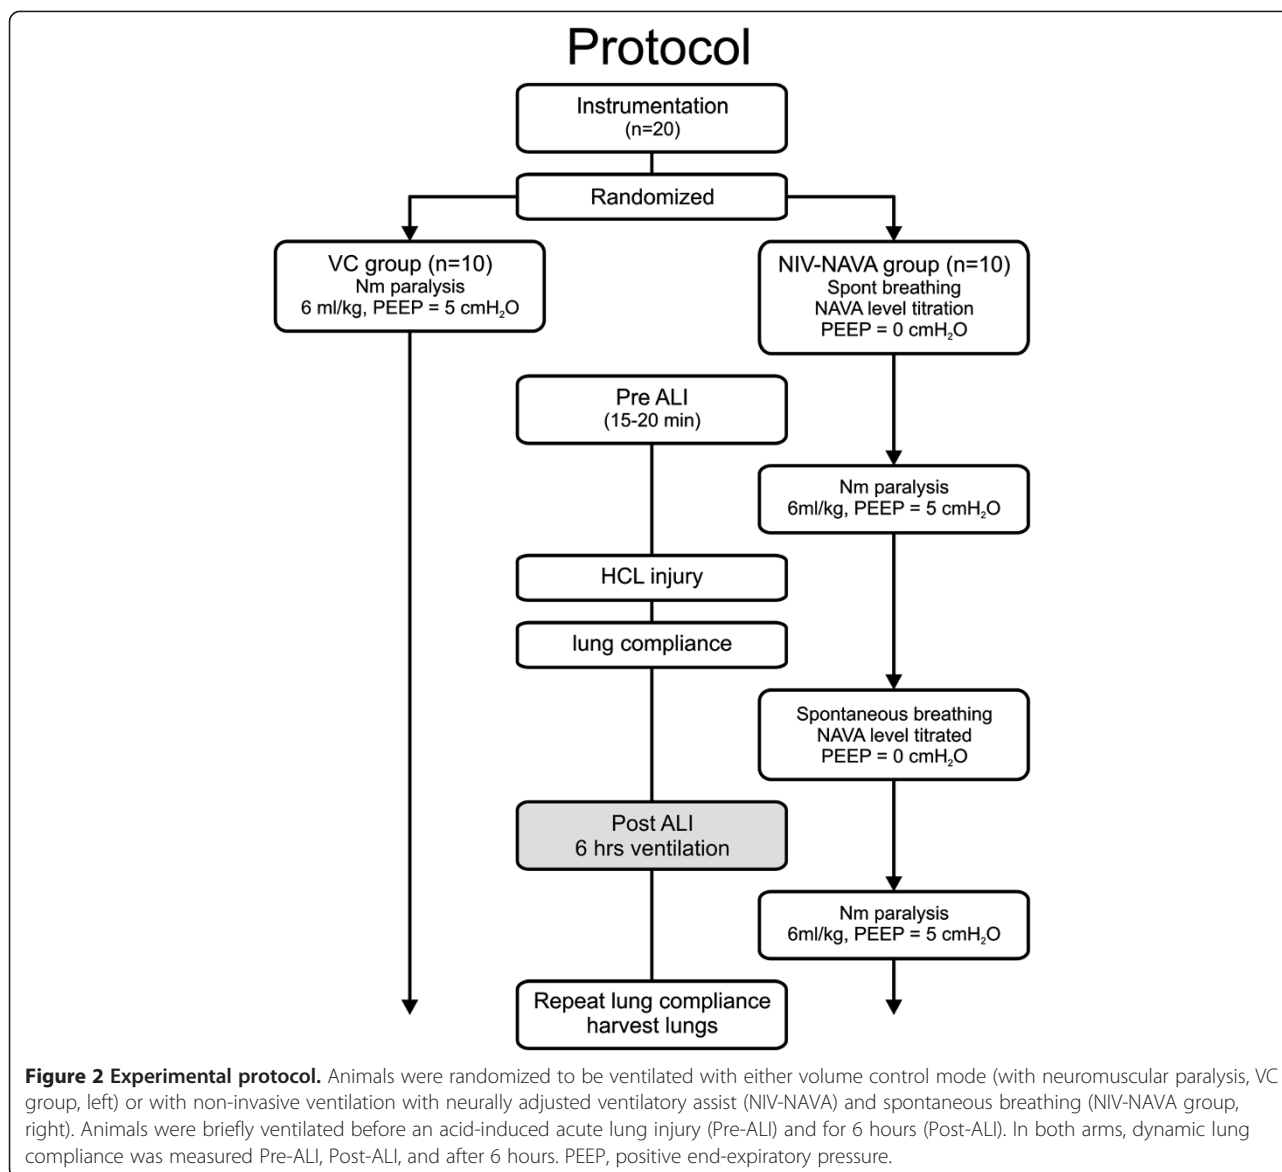 Protocol
Instrumentation
(n=20)
Randomized
VC group (n=10)
Nm paralysis
6 ml/kg, PEEP = 5 cmH₂O
NIV-NAVA group (n=10)
Spont breathing
NAVA level titration
PEEP = 0 cmH₂O
Pre ALI
(15-20 min)
Nm paralysis
6ml/kg, PEEP = 5 cmH₂O
HCL injury
lung compliance
Spontaneous breathing
NAVA level titrated
PEEP = 0 cmH₂O
Post ALI
6 hrs ventilation
Nm paralysis
6ml/kg, PEEP = 5 cmH₂O
Repeat lung compliance
harvest lungs
Figure 2 Experimental protocol. Animals were randomized to be ventilated with either volume control mode (with neuromuscular paralysis, VC
group, left) or with non-invasive ventilation with neurally adjusted ventilatory assist (NIV-NAVA) and spontaneous breathing (NIV-NAVA group,
right). Animals were briefly ventilated before an acid-induced acute lung injury (Pre-ALI) and for 6 hours (Post-ALI). In both arms, dynamic lung
compliance was measured Pre-ALI, Post-ALI, and after 6 hours. PEEP, positive end-expiratory pressure.